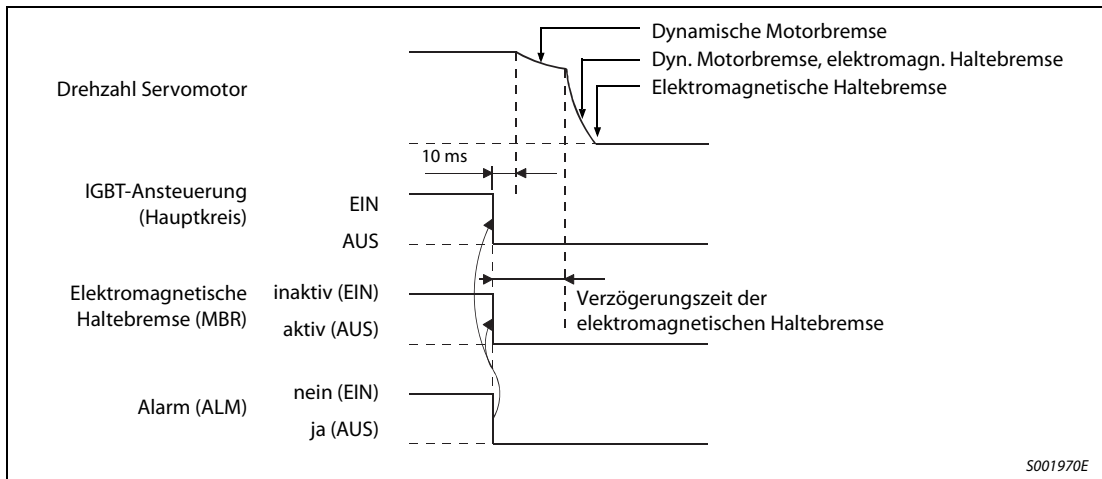 Dynamische Motorbremse
Dyn. Motorbremse, elektromagn. Haltebremse
Elektromagnetische Haltebremse
Drehzahl Servomotor
10 ms
IGBT-Ansteuerung
(Hauptkreis)
EIN
AUS
Elektromagnetische
Haltebremse (MBR)
inaktiv (EIN)
aktiv (AUS)
Verzögerungszeit der
elektromagnetischen Haltebremse
Alarm (ALM)
nein (EIN)
ja (AUS)
S001970E